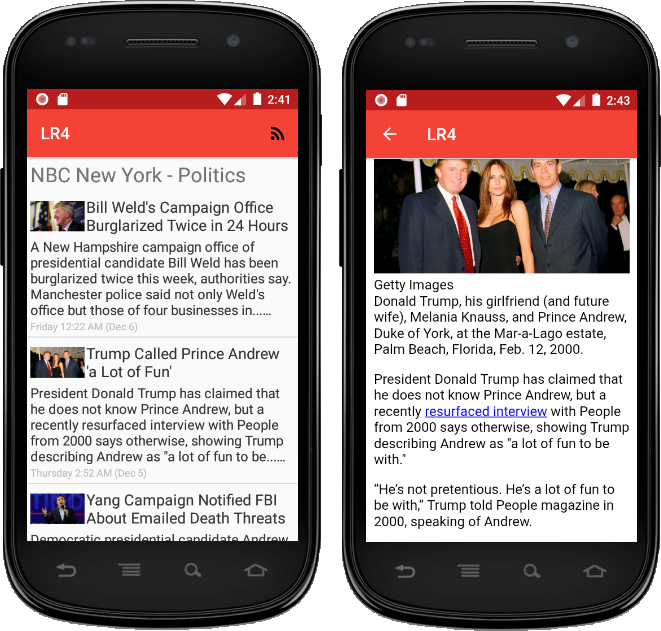 2:41
LR4
NBC New York - Politics
Bill Weld's Campaign Office
Burglarized Twice in 24 Hours
A New Hampshire campaign office of
presidential candidate Bill Weld has been
burglarized twice this week, authorities say.
Manchester police said not only Weld's
office but those of four businesses in......
Friday 12:22 AM (Dec 6)
Trump Called Prince Andrew
'a Lot of Fun'
President Donald Trump has claimed that
he does not know Prince Andrew, but a
recently resurfaced interview with People
from 2000 says otherwise, showing Trump
describing Andrew as "a lot of fun to be......
Thursday 2:52 AM (Dec 5)
Yang Campaign Notified FBI
About Emailed Death Threats
Democratic presidential candidate Andrew
2:43
LR4
Getty Images
Donald Trump, his girlfriend (and future
wife), Melania Knauss, and Prince Andrew,
Duke of York, at the Mar-a-Lago estate,
Palm Beach, Florida, Feb. 12, 2000.
President Donald Trump has claimed that
he does not know Prince Andrew, but a
recently resurfaced interview with People
from 2000 says otherwise, showing Trump
describing Andrew as "a lot of fun to be
with."
“He’s not pretentious. He’s a lot of fun to
be with,” Trump told People magazine in
2000, speaking of Andrew.